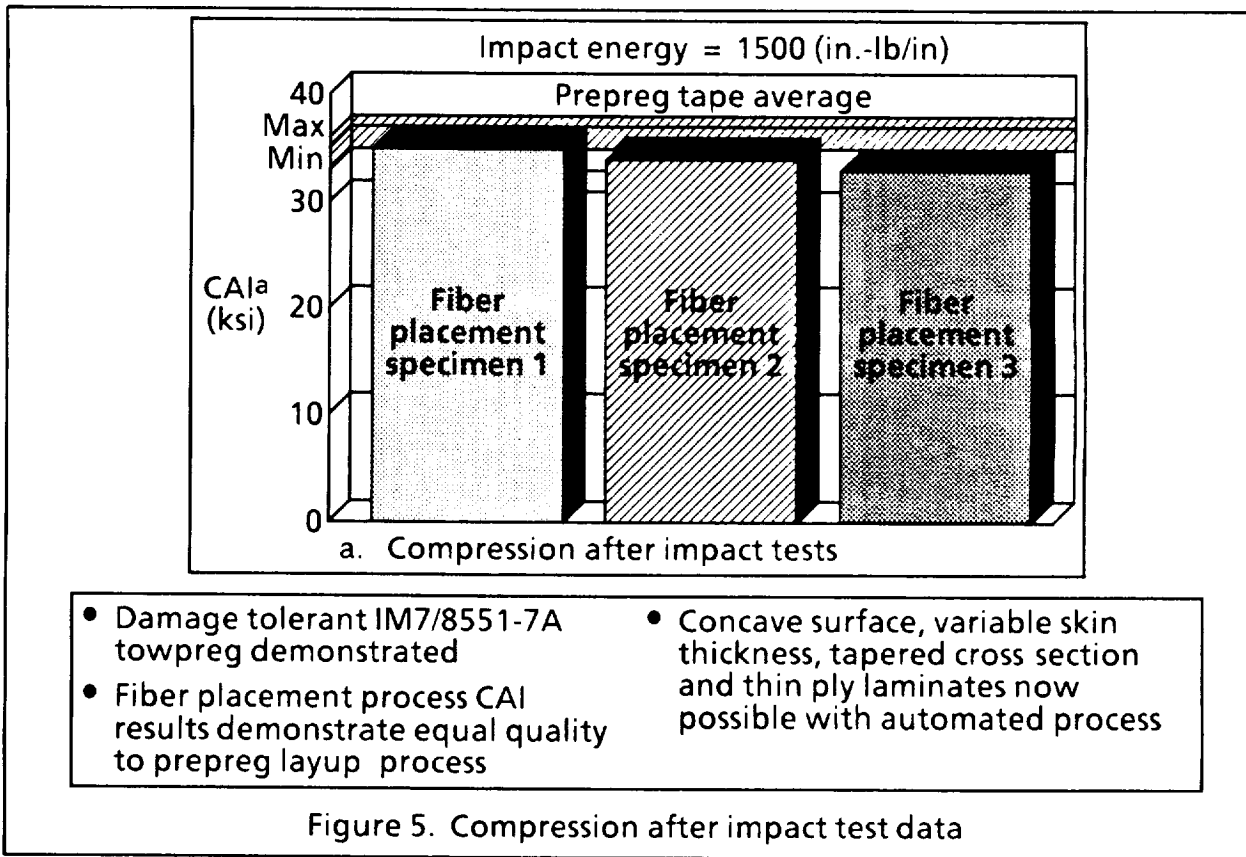 Impact energy = 1500 (in.-lb/in)
Prepreg tape average
40
Max
Min
30
20
10
0
CAIa
(ksi)
Fiber
placement
specimen 1
Fiber
placement
specimen 2
Fiber
placement
specimen 3
a. Compression after impact tests
• Damage tolerant IM7/8551-7A
towpreg demonstrated
• Fiber placement process CAI
results demonstrate equal quality
to prepreg layup process
• Concave surface, variable skin
thickness, tapered cross section
and thin ply laminates now
possible with automated process
Figure 5. Compression after impact test data